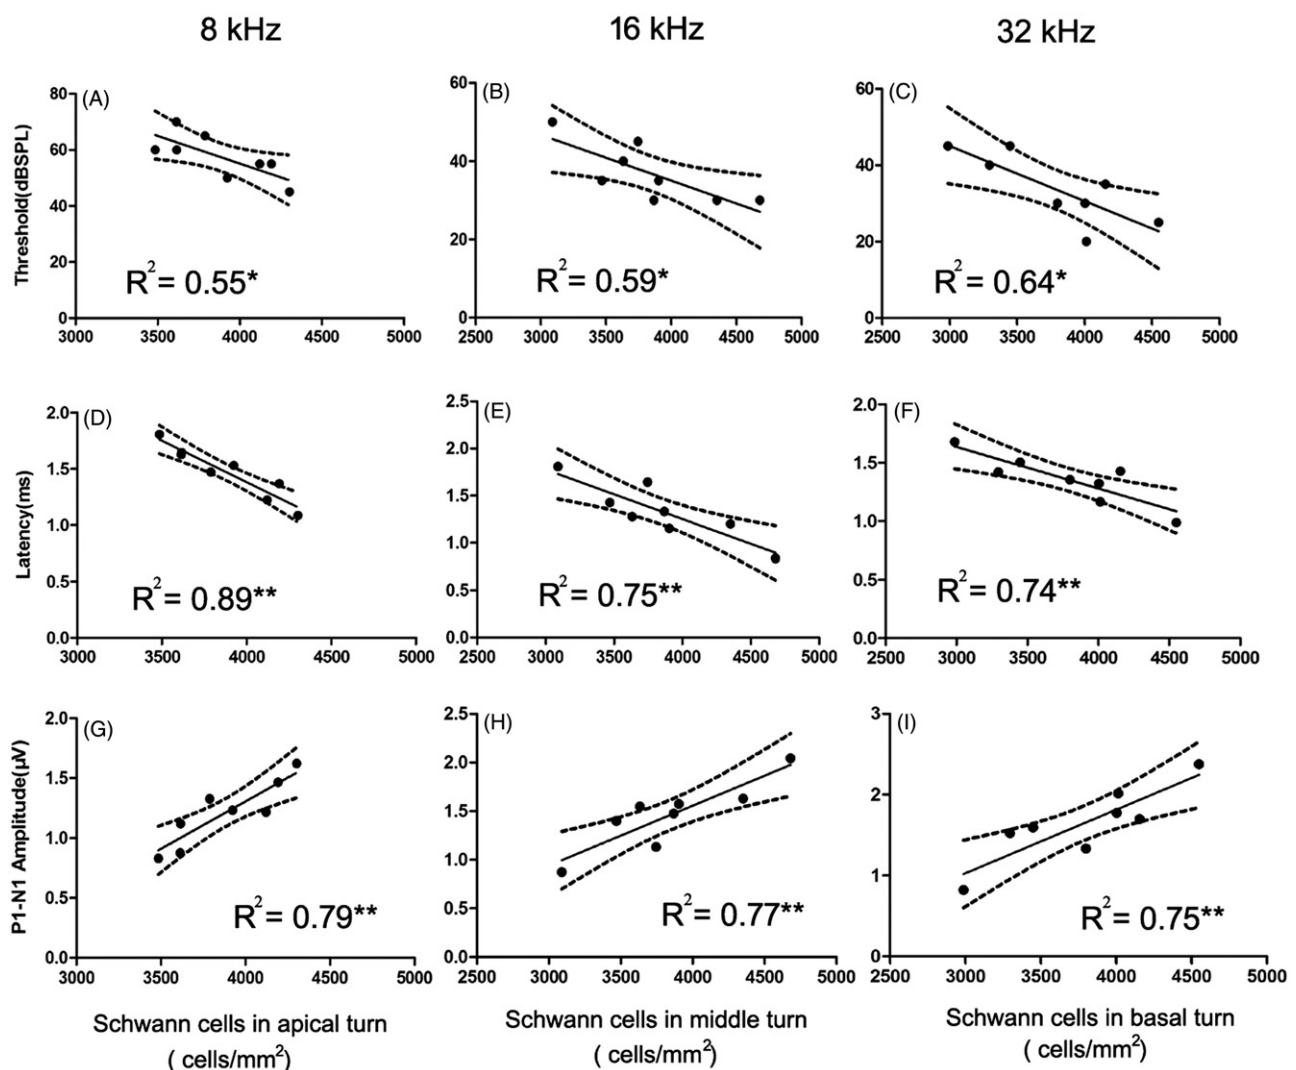 8 kHz
16 kHz
32 kHz
Threshold(dBSPL)
(A)
80
60
40
20
0
3000 3500 4000 4500 5000
R² = 0.55*
(B)
60
40
20
0
2500 3000 3500 4000 4500 5000
R² = 0.59*
(C)
60
40
20
0
2500 3000 3500 4000 4500 5000
R² = 0.64*
Latency(ms)
(D)
2.0
1.5
1.0
0.5
0.0
3000 3500 4000 4500 5000
R² = 0.89**
(E)
2.5
2.0
1.5
1.0
0.5
0.0
2500 3000 3500 4000 4500 5000
R² = 0.75**
(F)
2.0
1.5
1.0
0.5
0.0
2500 3000 3500 4000 4500 5000
R² = 0.74**
P1-N1 Amplitude(µV)
(G)
2.0
1.5
1.0
0.5
0.0
3000 3500 4000 4500 5000
R² = 0.79**
(H)
2.5
2.0
1.5
1.0
0.5
0.0
2500 3000 3500 4000 4500 5000
R² = 0.77**
(I)
3
2
1
0
2500 3000 3500 4000 4500 5000
R² = 0.75**
Schwann cells in apical turn
( cells/mm²)
Schwann cells in middle turn
( cells/mm²)
Schwann cells in basal turn
( cells/mm²)